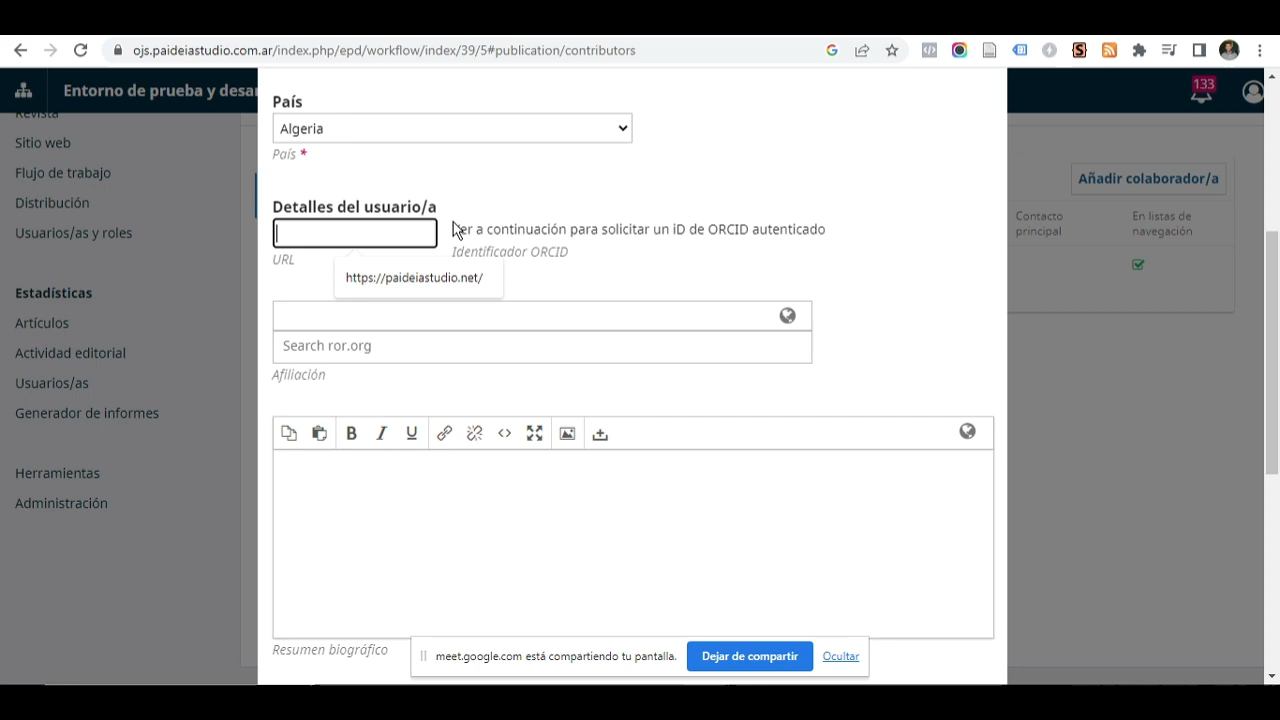 ojs.paideiastudio.com.ar/index.php/epd/workflow/index/39/5#publication/contributors
Entorno de prueba y desar
133
Revista
Sitio web
Flujo de trabajo
Distribución
Usuarios/as y roles
Estadísticas
Artículos
Actividad editorial
Usuarios/as
Generador de informes
Herramientas
Administración
País
Algeria
País *
Detalles del usuario/a
er a continuación para solicitar un iD de ORCID autenticado
URL
Identificador ORCID
https://paideiastudio.net/
Search ror.org
Afiliación
B I U
Resumen biográfico
Añadir colaborador/a
Contacto principal
En listas de navegación
meet.google.com está compartiendo tu pantalla.
Dejar de compartir
Ocultar